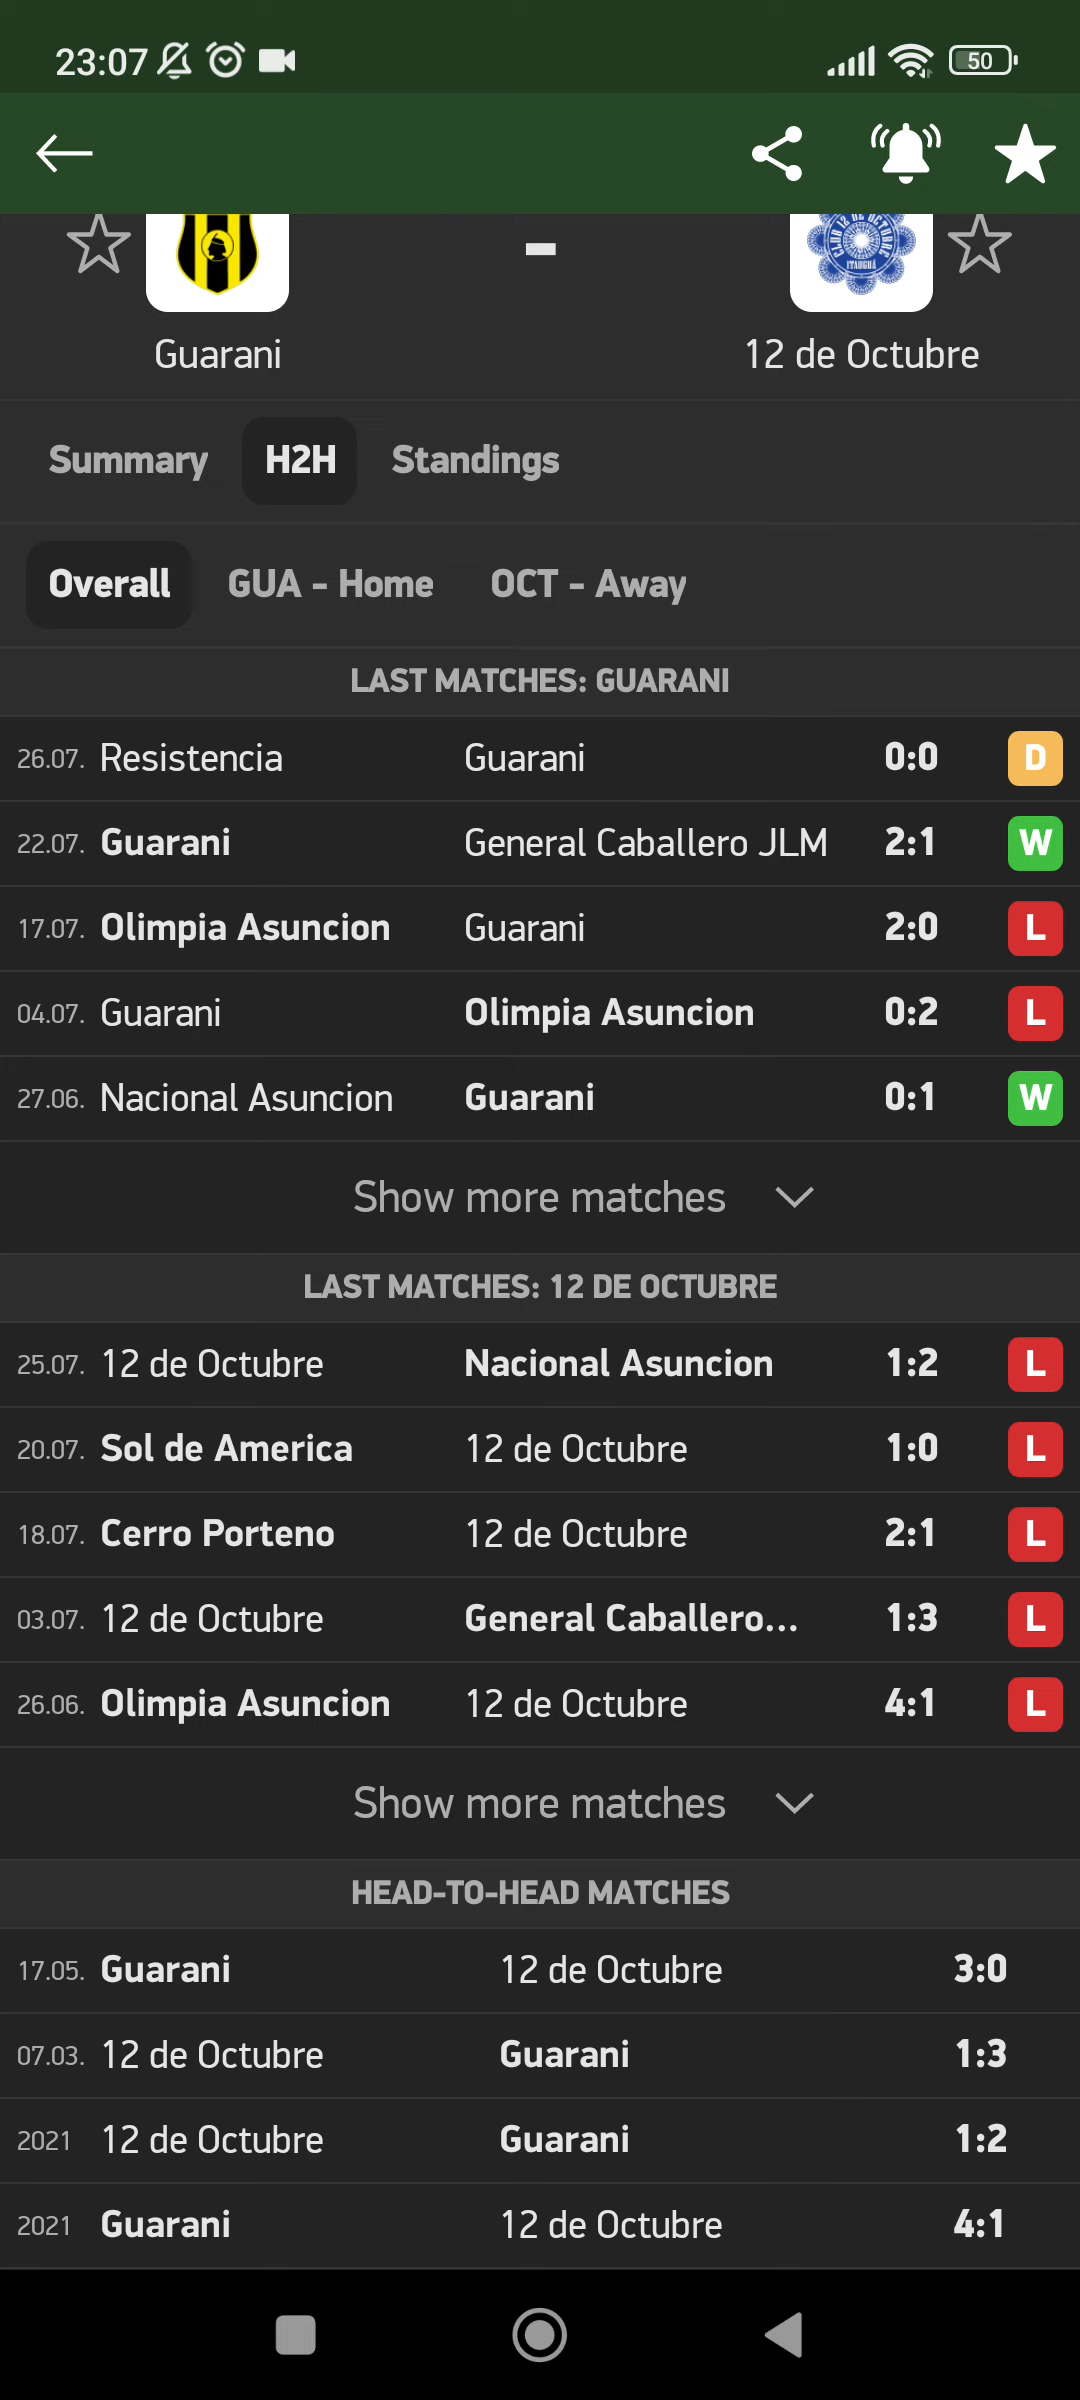 23:07
50
CLUB 12 DE OCTUBRE
ITAUGUÁ
Guarani
-
12 de Octubre
Summary H2H Standings
Overall GUA - Home OCT - Away
LAST MATCHES: GUARANI
26.07. Resistencia Guarani 0:0 D
22.07. Guarani General Caballero JLM 2:1 W
17.07. Olimpia Asuncion Guarani 2:0 L
04.07. Guarani Olimpia Asuncion 0:2 L
27.06. Nacional Asuncion Guarani 0:1 W
Show more matches
LAST MATCHES: 12 DE OCTUBRE
25.07. 12 de Octubre Nacional Asuncion 1:2 L
20.07. Sol de America 12 de Octubre 1:0 L
18.07. Cerro Porteno 12 de Octubre 2:1 L
03.07. 12 de Octubre General Caballero... 1:3 L
26.06. Olimpia Asuncion 12 de Octubre 4:1 L
Show more matches
HEAD-TO-HEAD MATCHES
17.05. Guarani 12 de Octubre 3:0
07.03. 12 de Octubre Guarani 1:3
2021 12 de Octubre Guarani 1:2
2021 Guarani 12 de Octubre 4:1